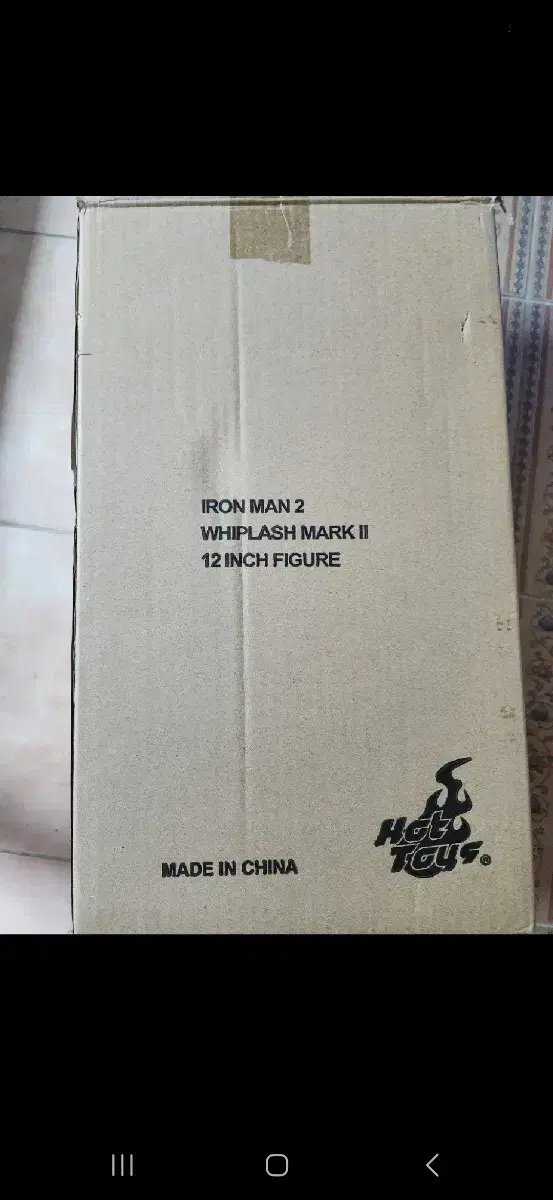 IRON MAN 2
WHIPLASH MARK II
12 INCH FIGURE
Hot
Toys®
MADE IN CHINA